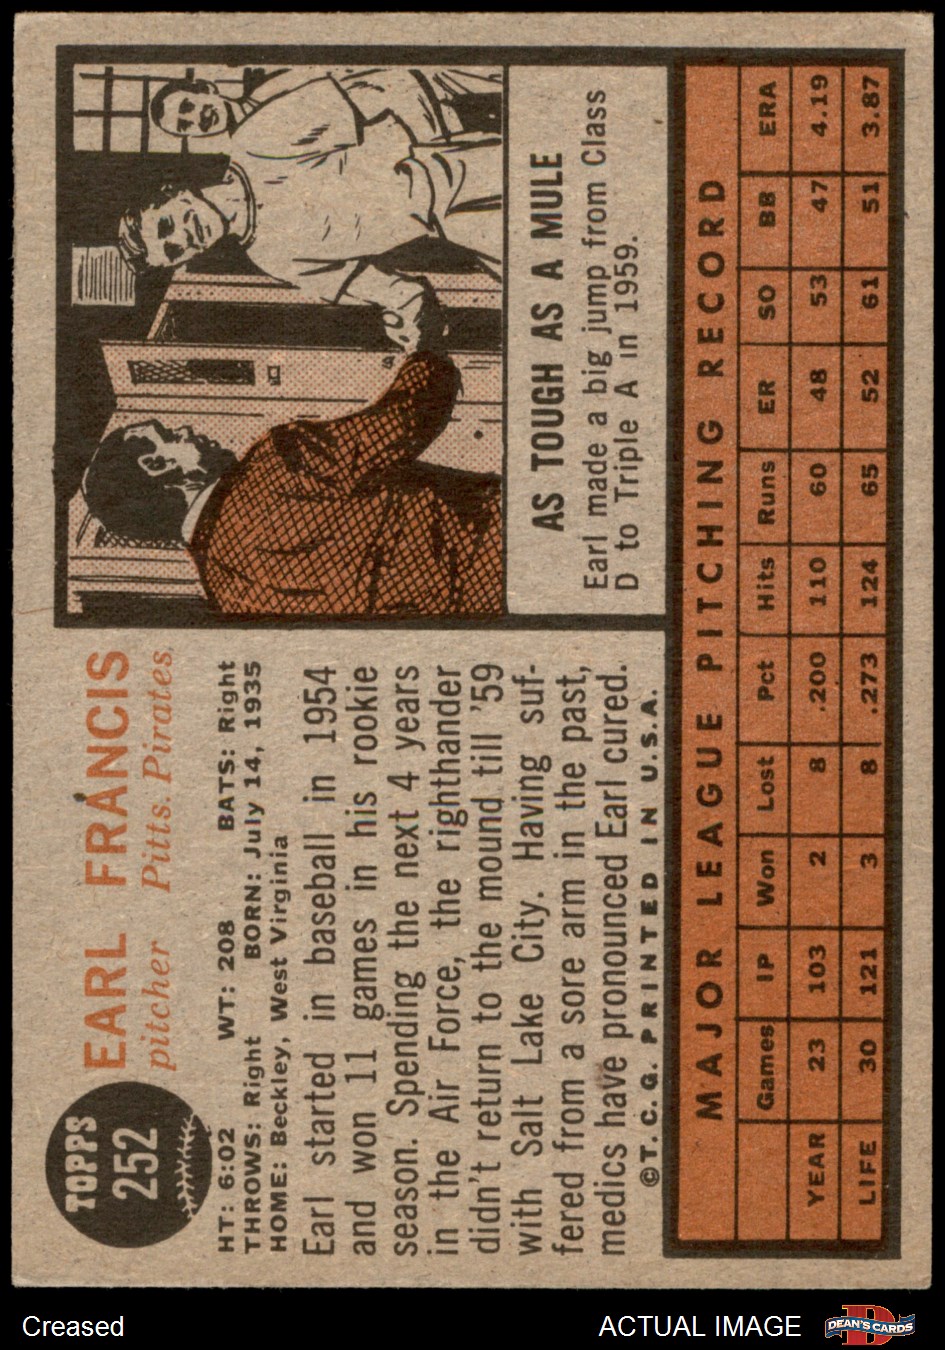 TOPPS
252
EARL FRANCIS
pitcher Pitts. Pirates
HT: 6:02 WT: 208 BATS: Right
THROWS: Right BORN: July 14, 1935
HOME: Beckley, West Virginia
Earl started in baseball in 1954
and won 11 games in his rookie
season. Spending the next 4 years
in the Air Force, the righthander
didn't return to the mound till '59
with Salt Lake City. Having suf-
fered from a sore arm in the past,
medics have pronounced Earl cured.
©T. C. G. PRINTED IN U.S.A.
AS TOUGH AS A MULE
Earl made a big jump from Class
D to Triple A in 1959.
MAJOR LEAGUE PITCHING RECORD
Games IP Won Lost Pct Hits Runs ER SO BB ERA
YEAR 23 103 2 8 .200 110 60 48 53 47 4.19
LIFE 30 121 3 8 .273 124 65 52 61 51 3.87
Creased
ACTUAL IMAGE
DEAN'S CARDS